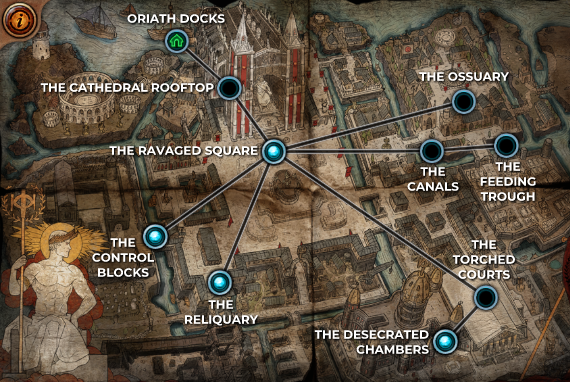 ORIATH DOCKS
THE CATHEDRAL ROOFTOP
THE OSSUARY
THE RAVAGED SQUARE
THE
CANALS
THE
FEEDING
TROUGH
THE
CONTROL
BLOCKS
THE
RELIQUARY
THE
TORCHED
COURTS
THE DESECRATED
CHAMBERS